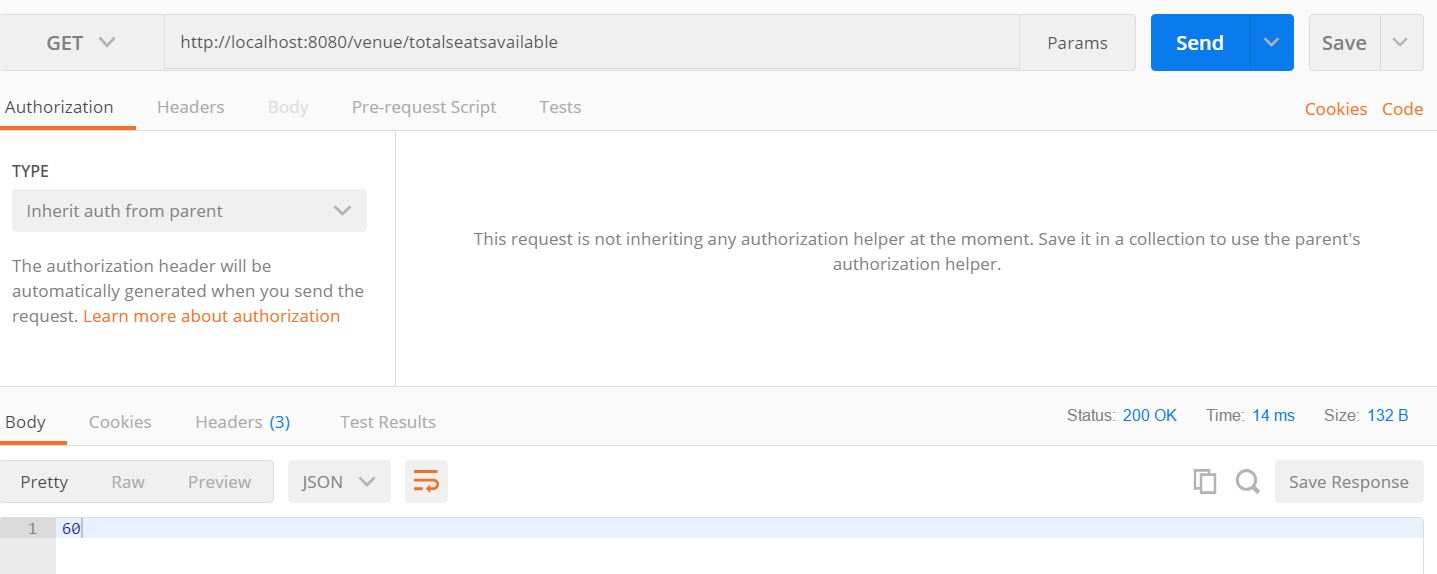 GET http://localhost:8080/venue/totalseatsavailable Params Send Save
Authorization Headers Body Pre-request Script Tests Cookies Code
TYPE
Inherit auth from parent
The authorization header will be
automatically generated when you send the
request. Learn more about authorization
This request is not inheriting any authorization helper at the moment. Save it in a collection to use the parent's
authorization helper.
Body Cookies Headers (3) Test Results Status: 200 OK Time: 14 ms Size: 132 B
Pretty Raw Preview JSON Save Response
1 60